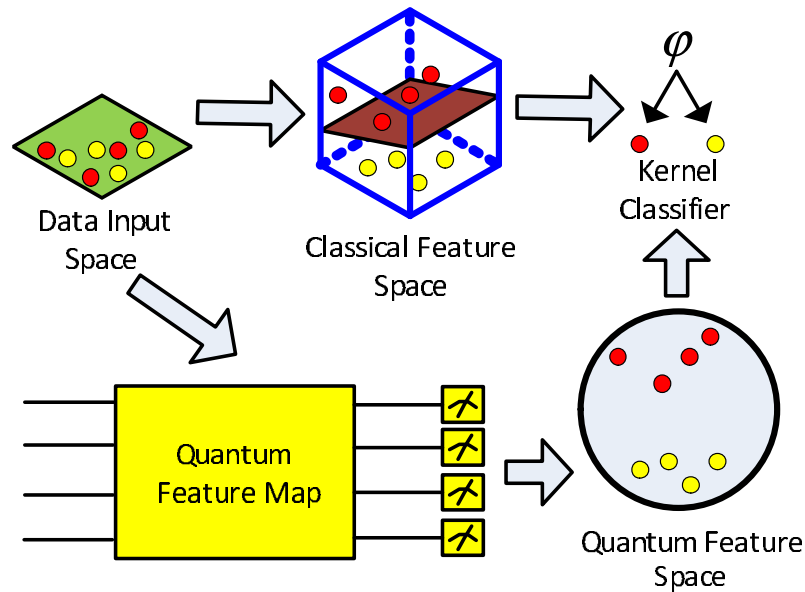 φ
Kernel
Classifier
Data Input
Space
Classical Feature
Space
Quantum
Feature Map
Quantum Feature
Space